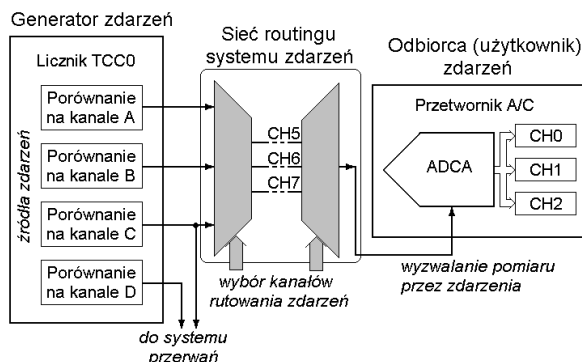 Generator zdarzeń
Licznik TCC0
źródła zdarzeń
Porównanie
na kanale A
Porównanie
na kanale B
Porównanie
na kanale C
Porównanie
na kanale D
do systemu
przerwań
Sieć routingu
systemu zdarzeń
CH5
CH6
CH7
wybór kanałów
rutowania zdarzeń
Odbiorca (użytkownik)
zdarzeń
Przetwornik A/C
ADCA
CH0
CH1
CH2
wyzwalanie pomiaru
przez zdarzenia